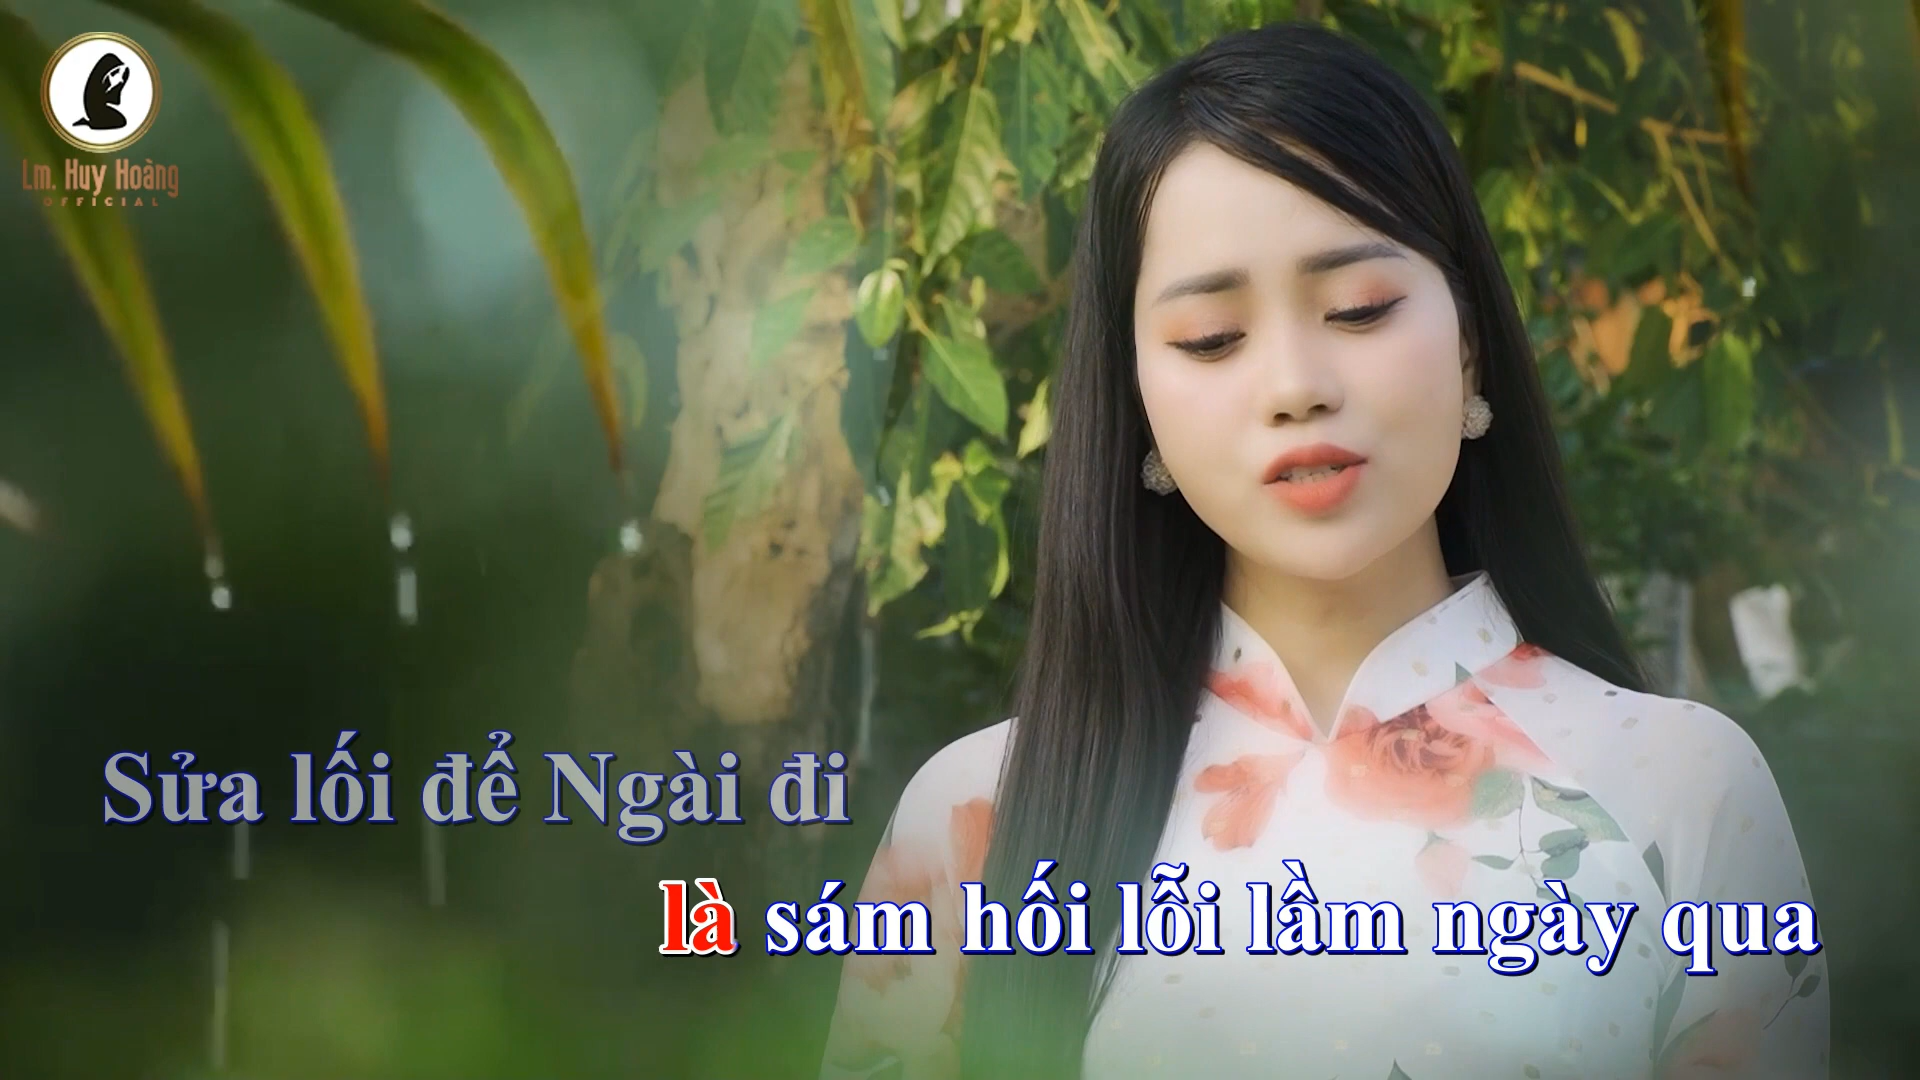 Lm. Huy Hoàng
OFFICIAL
Sửa lối để Ngài đi
là sám hối lỗi lầm ngày qua